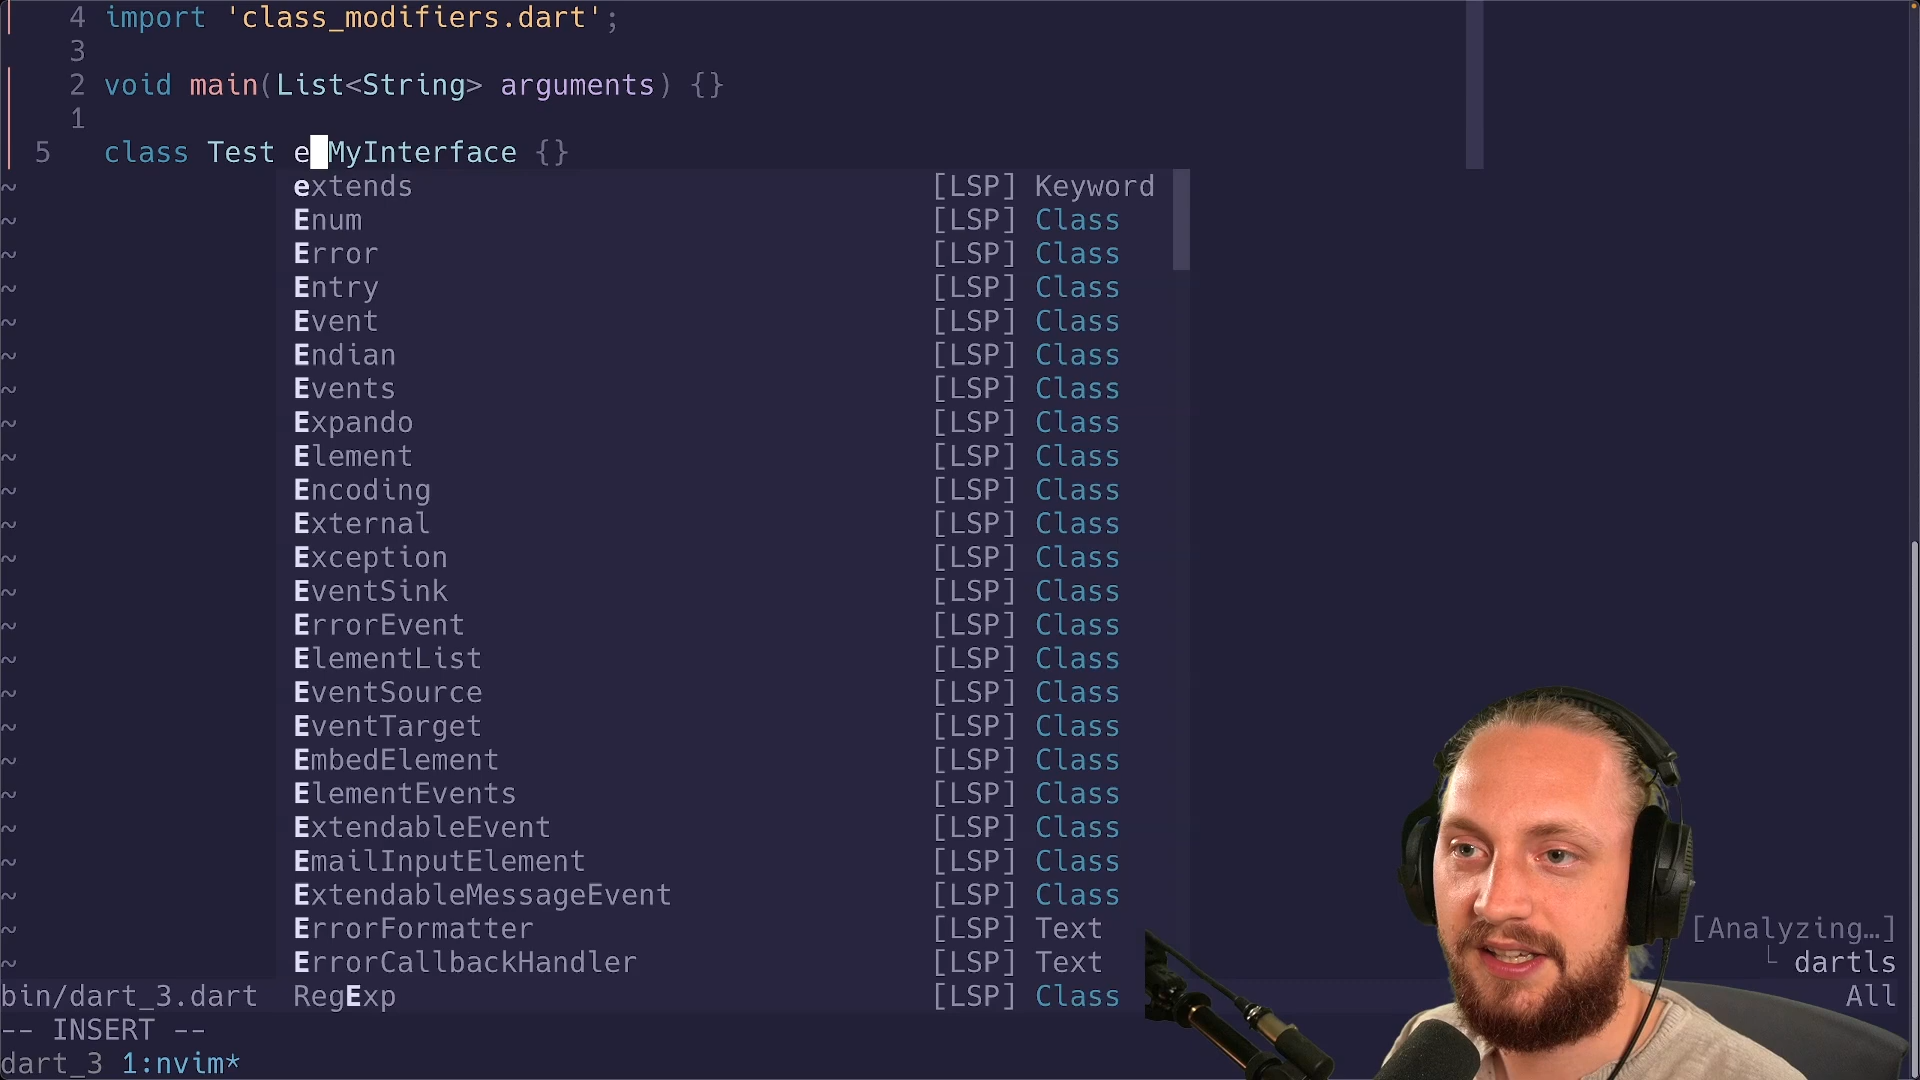 4 import 'class_modifiers.dart';
3
2 void main(List<String> arguments) {}
1
5 class Test e MyInterface {}
~ extends [LSP] Keyword
~ Enum [LSP] Class
~ Error [LSP] Class
~ Entry [LSP] Class
~ Event [LSP] Class
~ Endian [LSP] Class
~ Events [LSP] Class
~ Expando [LSP] Class
~ Element [LSP] Class
~ Encoding [LSP] Class
~ External [LSP] Class
~ Exception [LSP] Class
~ EventSink [LSP] Class
~ ErrorEvent [LSP] Class
~ ElementList [LSP] Class
~ EventSource [LSP] Class
~ EventTarget [LSP] Class
~ EmbedElement [LSP] Class
~ ElementEvents [LSP] Class
~ ExtendableEvent [LSP] Class
~ EmailInputElement [LSP] Class
~ ExtendableMessageEvent [LSP] Class
~ ErrorFormatter [LSP] Text [Analyzing…]
~ ErrorCallbackHandler [LSP] Text └ dartls
bin/dart_3.dart RegExp [LSP] Class All
-- INSERT --
dart_3 1:nvim*